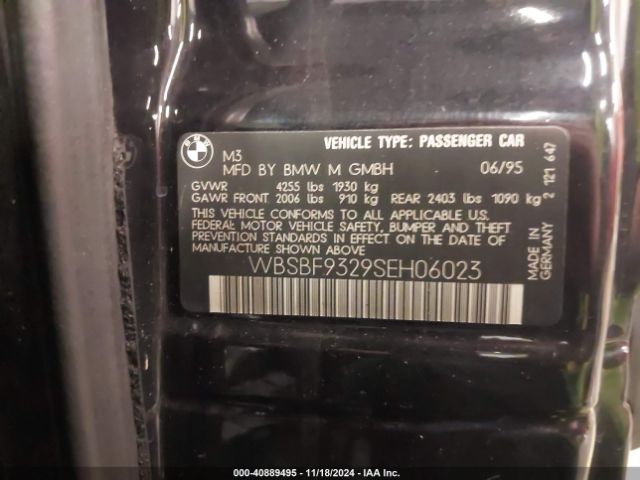 BMW
VEHICLE TYPE: PASSENGER CAR
M3
MFD BY BMW M GMBH 06/95
GVWR 4255 lbs 1930 kg
GAWR FRONT 2006 lbs 910 kg REAR 2403 lbs 1090 kg
THIS VEHICLE CONFORMS TO ALL APPLICABLE U.S.
FEDERAL MOTOR VEHICLE SAFETY, BUMPER AND THEFT
PREVENTION STANDARDS IN EFFECT ON THE DATE OF
MANUFACTURE SHOWN ABOVE
WBSBF9329SEH06023
MADE IN
GERMANY
2 121 647
000-40889495 - 11/18/2024 - IAA Inc.